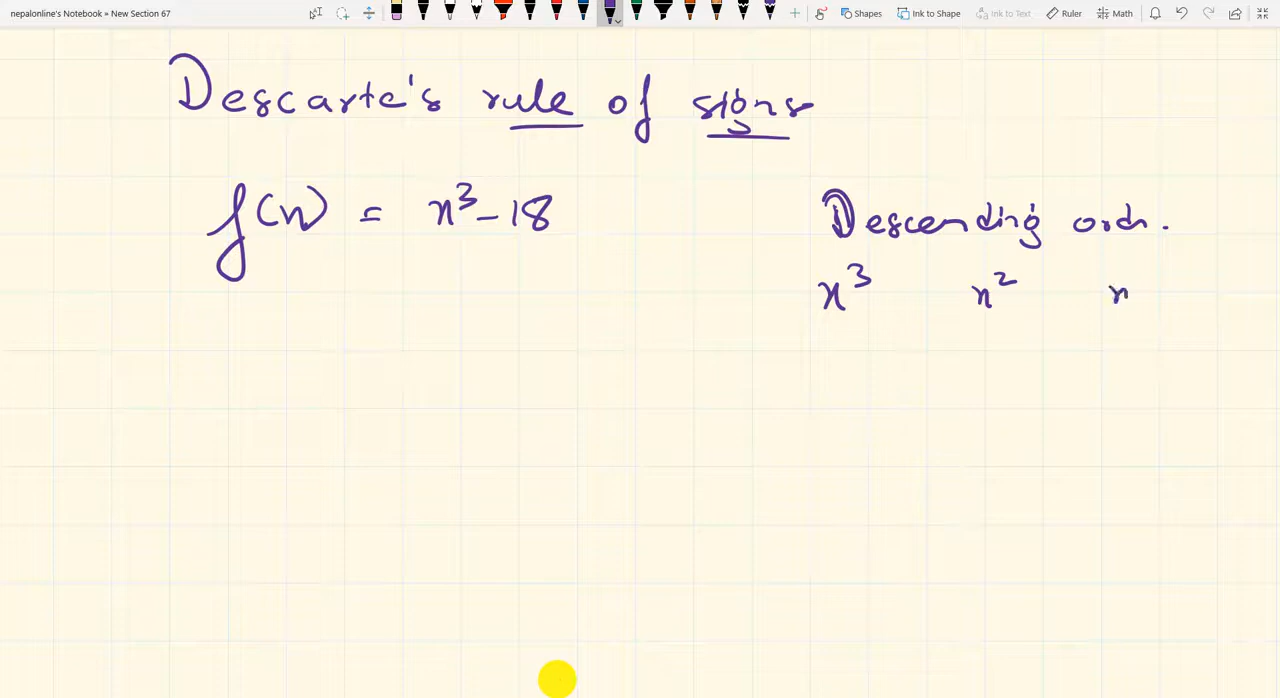 nepalonline's Notebook » New Section 67
Shapes Ink to Shape Ink to Text Ruler Math
Descarte's rule of signs
f(x) = x³ - 18
Descending order.
x³ x² x